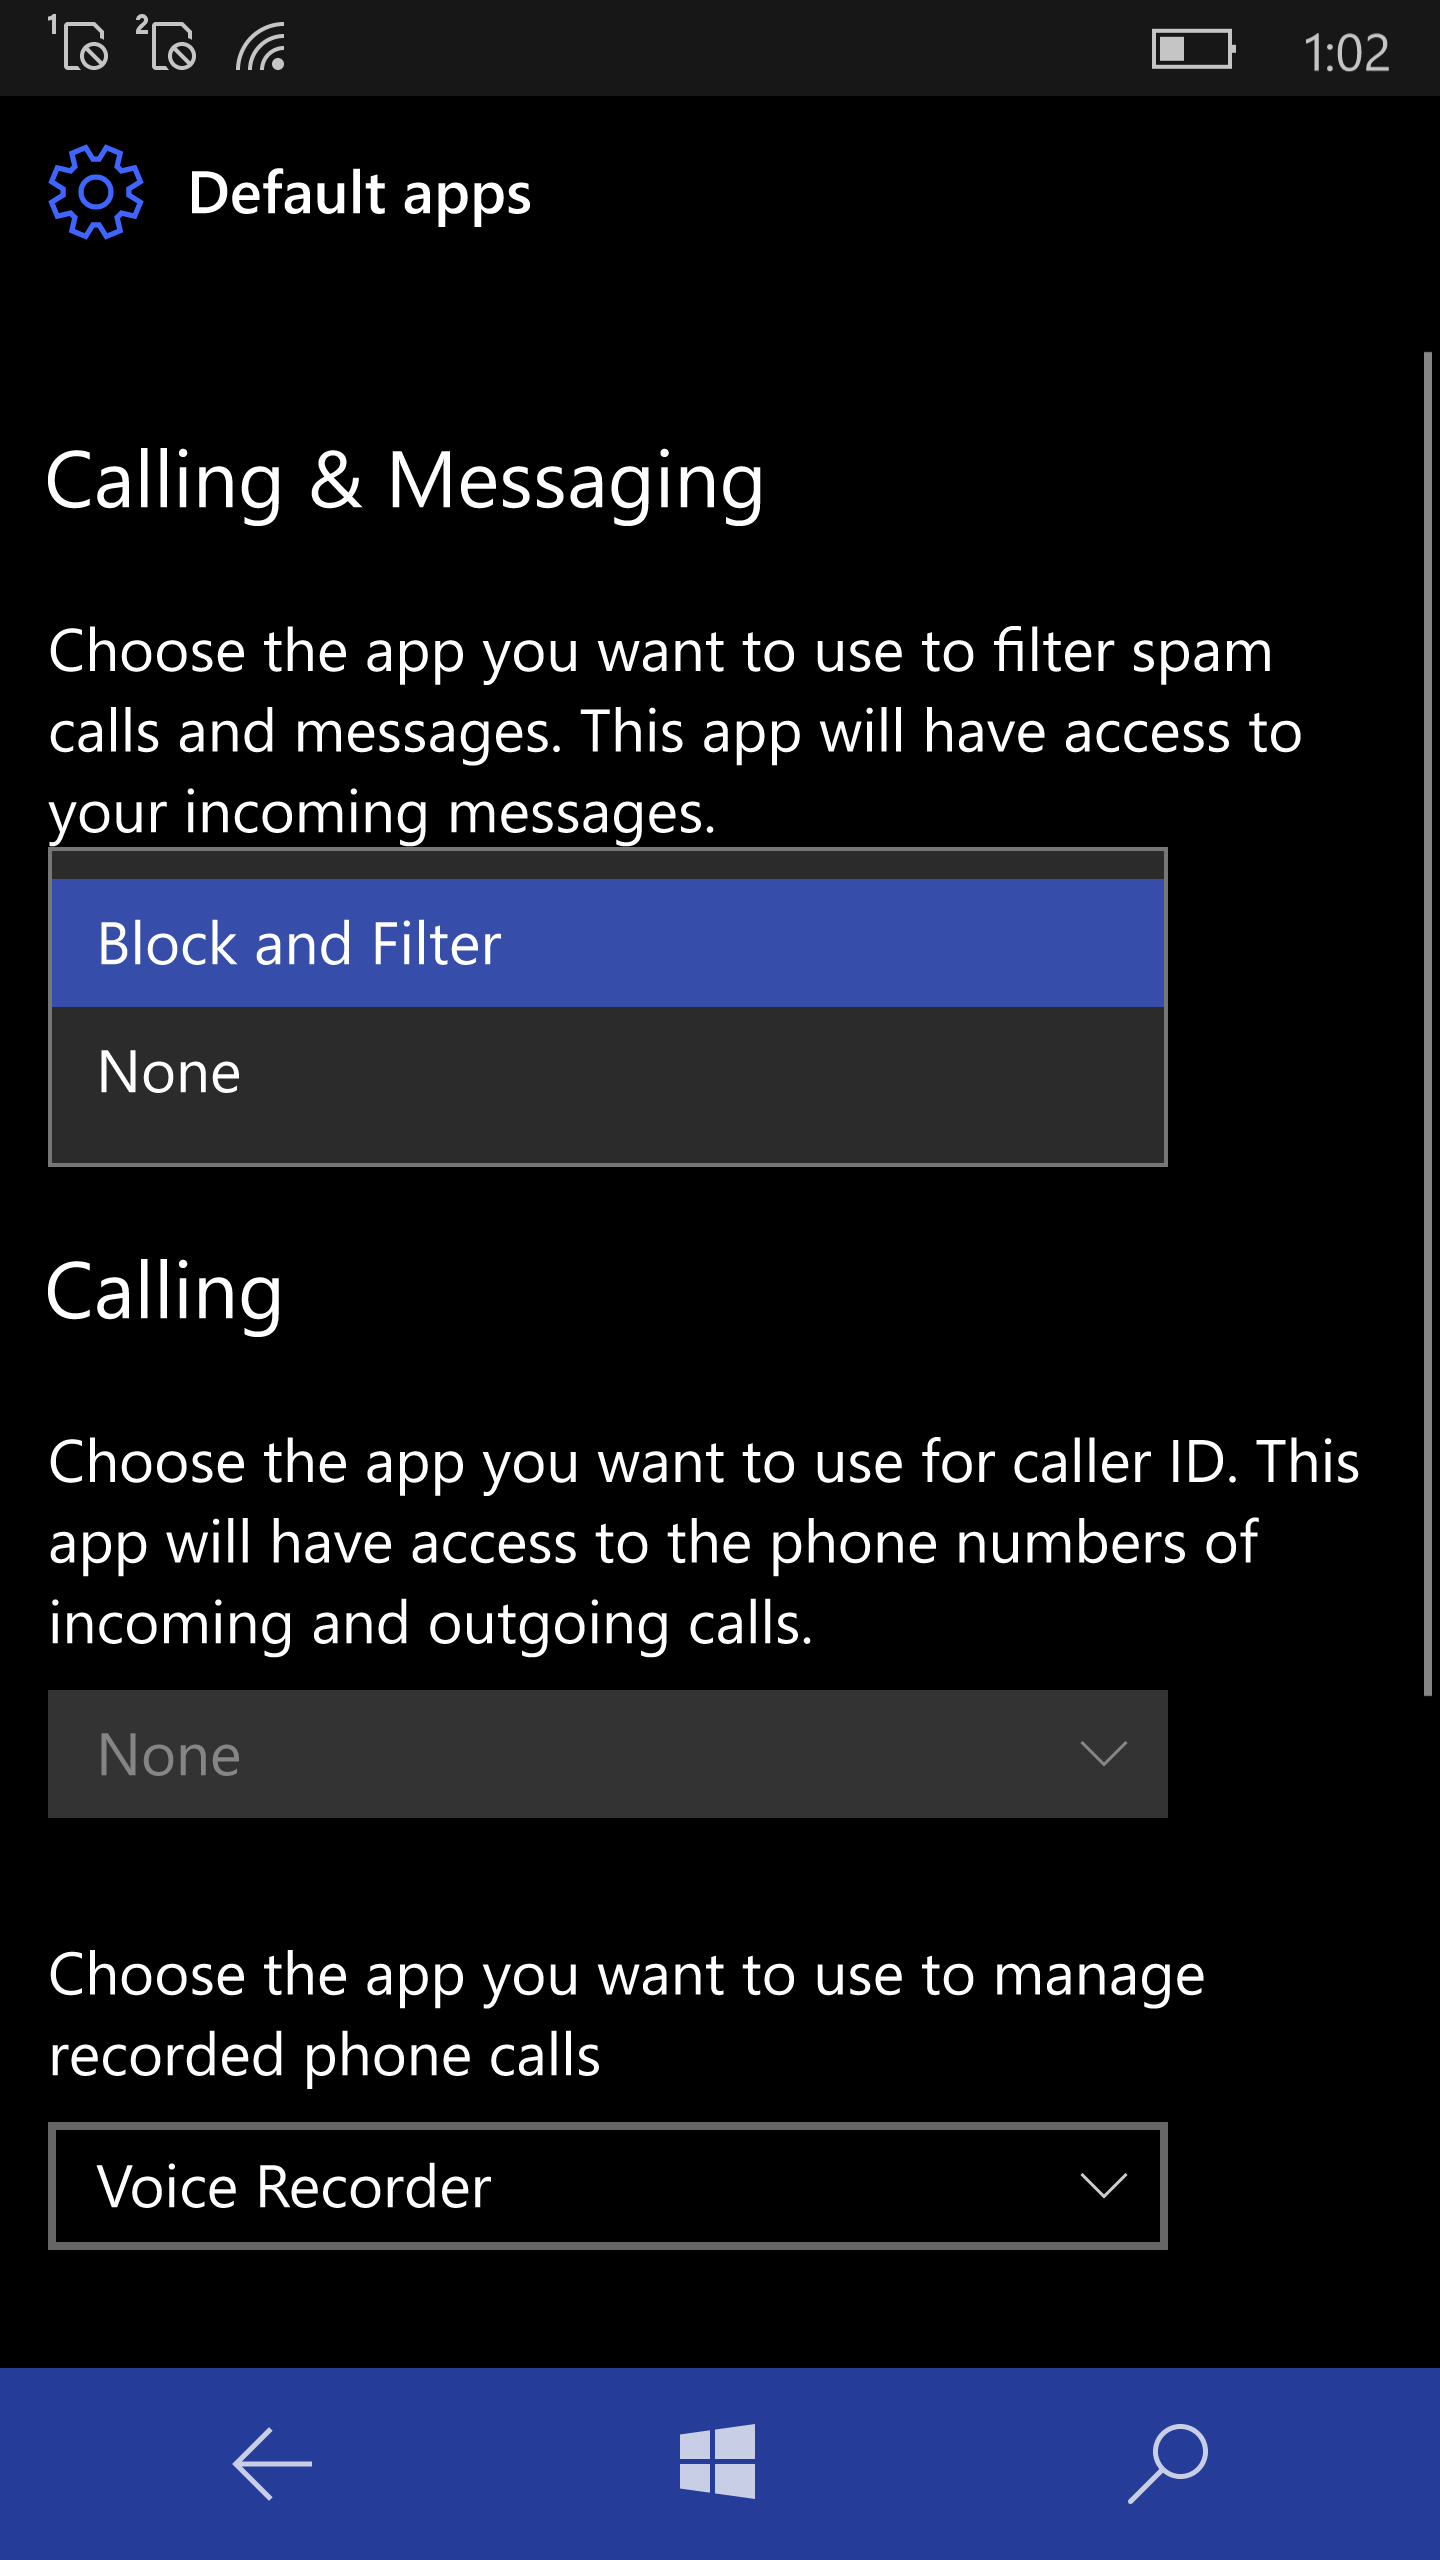 1 2 1:02
Default apps
Calling & Messaging
Choose the app you want to use to filter spam
calls and messages. This app will have access to
your incoming messages.
Block and Filter
None
Calling
Choose the app you want to use for caller ID. This
app will have access to the phone numbers of
incoming and outgoing calls.
None
Choose the app you want to use to manage
recorded phone calls
Voice Recorder